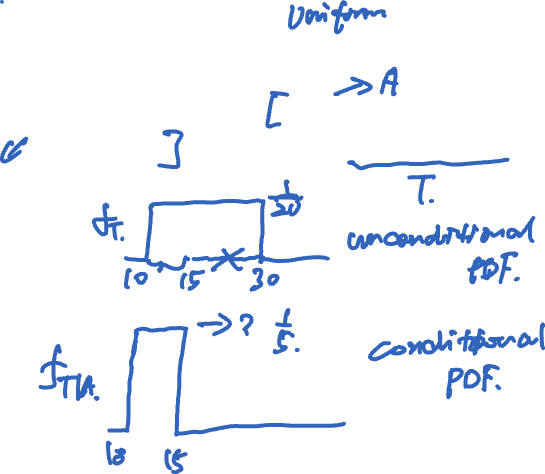 Uniform
[ → A
]
T.
f_T. 1/20
10 15 30
unconditional
PDF.
→ ? 1/5.
f_T|A.
conditional
PDF.
10 15